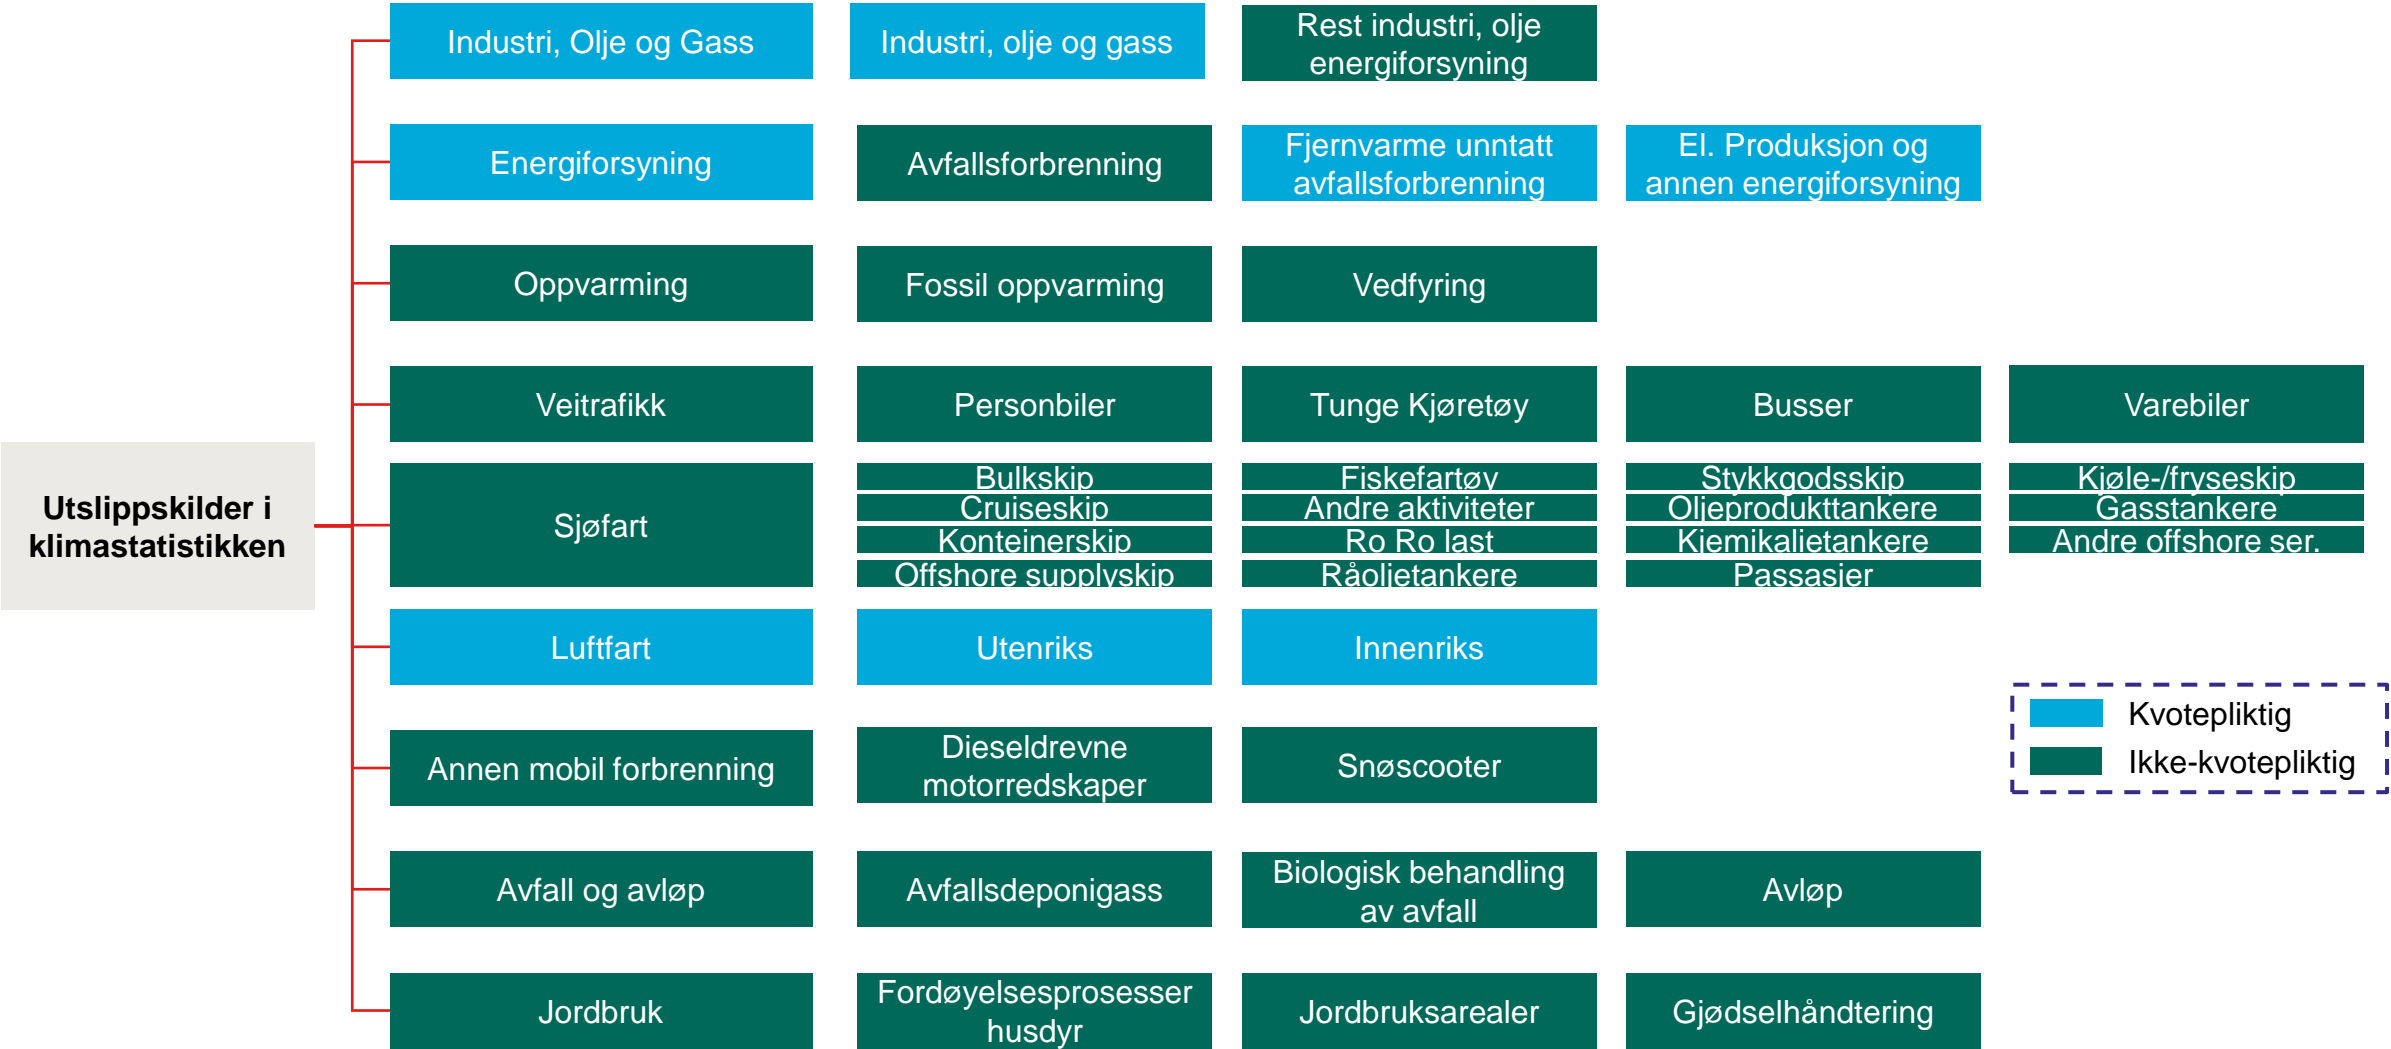 Industri, Olje og Gass
Industri, olje og gass
Rest industri, olje
energiforsyning
Energiforsyning
Avfallsforbrenning
Fjernvarme unntatt
avfallsforbrenning
El. Produksjon og
annen energiforsyning
Oppvarming
Fossil oppvarming
Vedfyring
Veitrafikk
Personbiler
Tunge Kjøretøy
Busser
Varebiler
Utslippskilder i
klimastatistikken
Sjøfart
Bulkskip
Fiskefartøy
Stykkgodsskip
Kjøle-/fryseskip
Cruiseskip
Andre aktiviteter
Oljeprodukttankere
Gasstankere
Konteinerskip
Ro Ro last
Kjemikalietankere
Andre offshore ser.
Offshore supplyskip
Råoljetankere
Passasjer
Luftfart
Utenriks
Innenriks
Kvotepliktig
Ikke-kvotepliktig
Annen mobil forbrenning
Dieseldrevne
motorredskaper
Snøscooter
Avfall og avløp
Avfallsdeponigass
Biologisk behandling
av avfall
Avløp
Jordbruk
Fordøyelsesprosesser
husdyr
Jordbruksarealer
Gjødselhåndtering